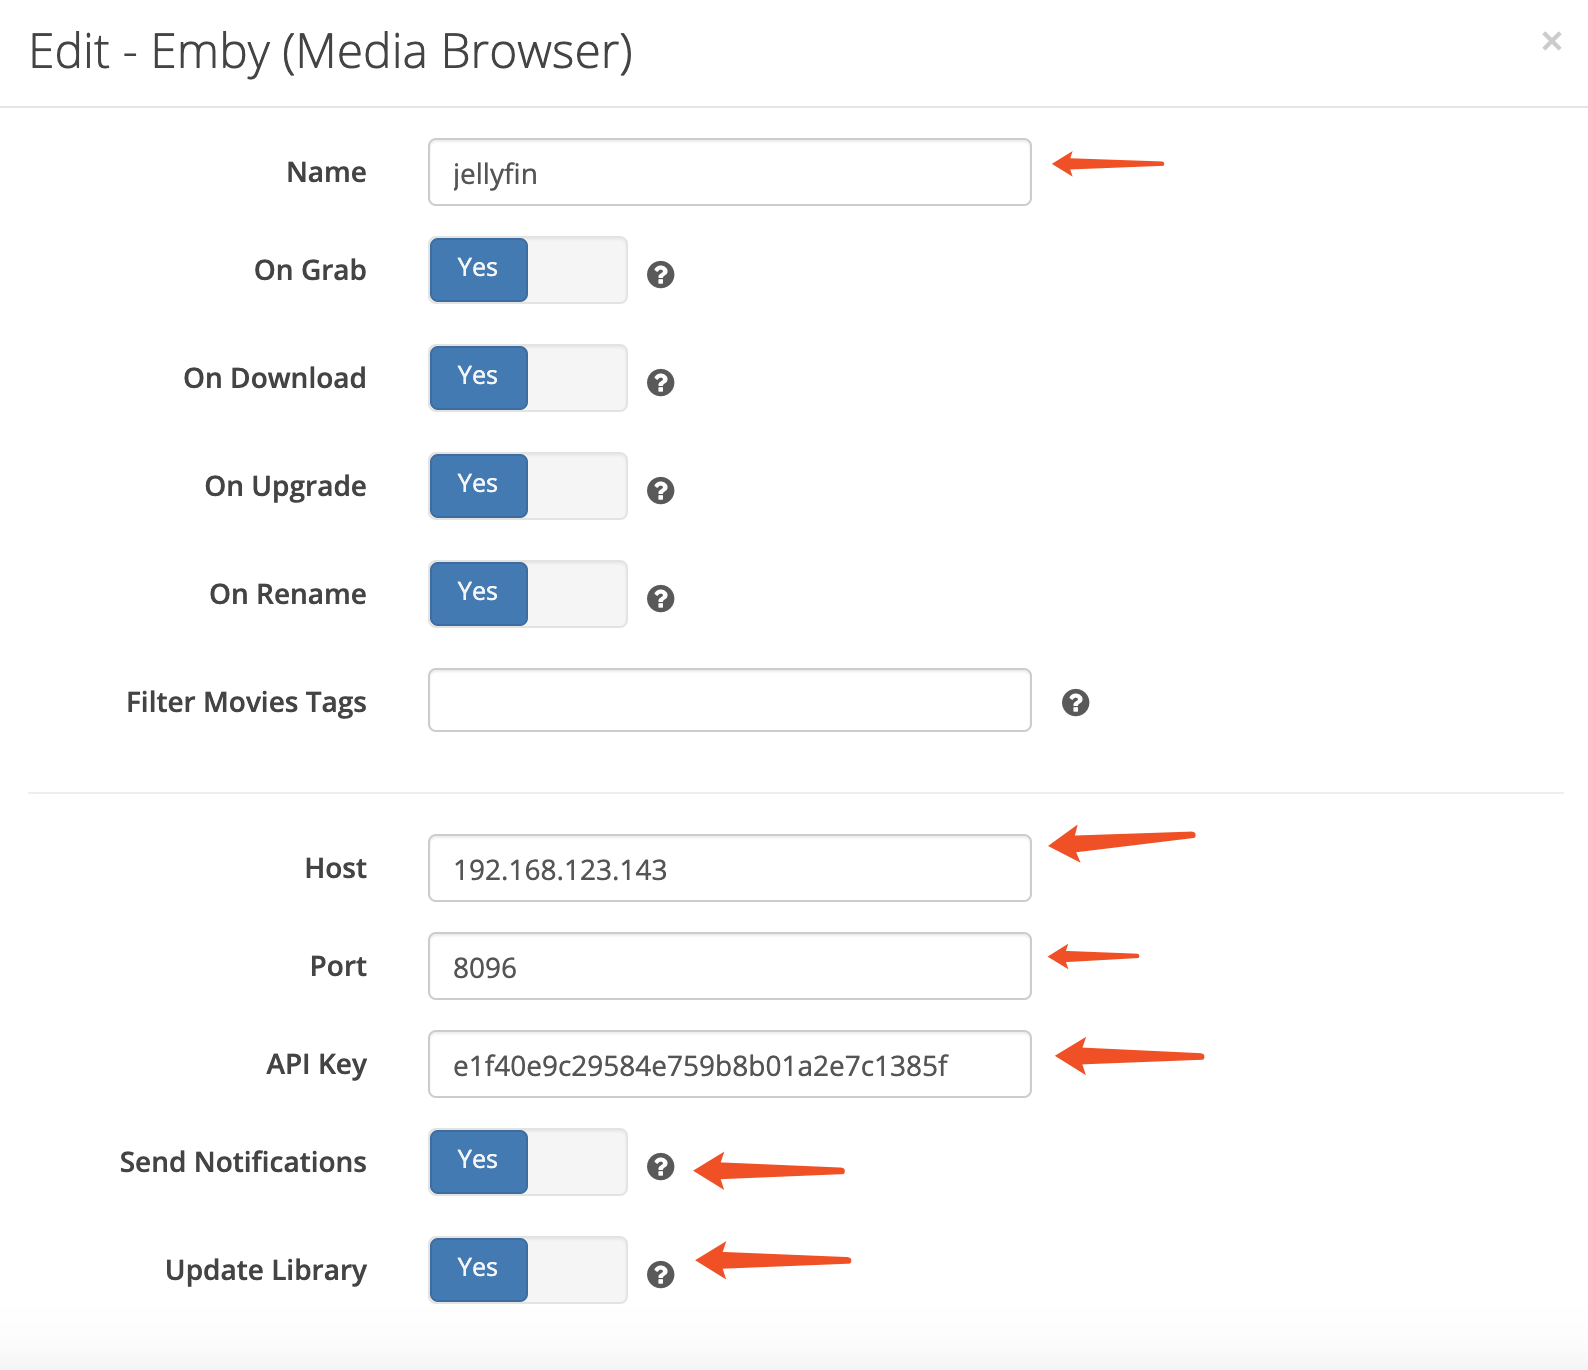 Edit - Emby (Media Browser)
×
Name
jellyfin
On Grab
Yes
?
On Download
Yes
?
On Upgrade
Yes
?
On Rename
Yes
?
Filter Movies Tags
?
Host
192.168.123.143
Port
8096
API Key
e1f40e9c29584e759b8b01a2e7c1385f
Send Notifications
Yes
?
Update Library
Yes
?